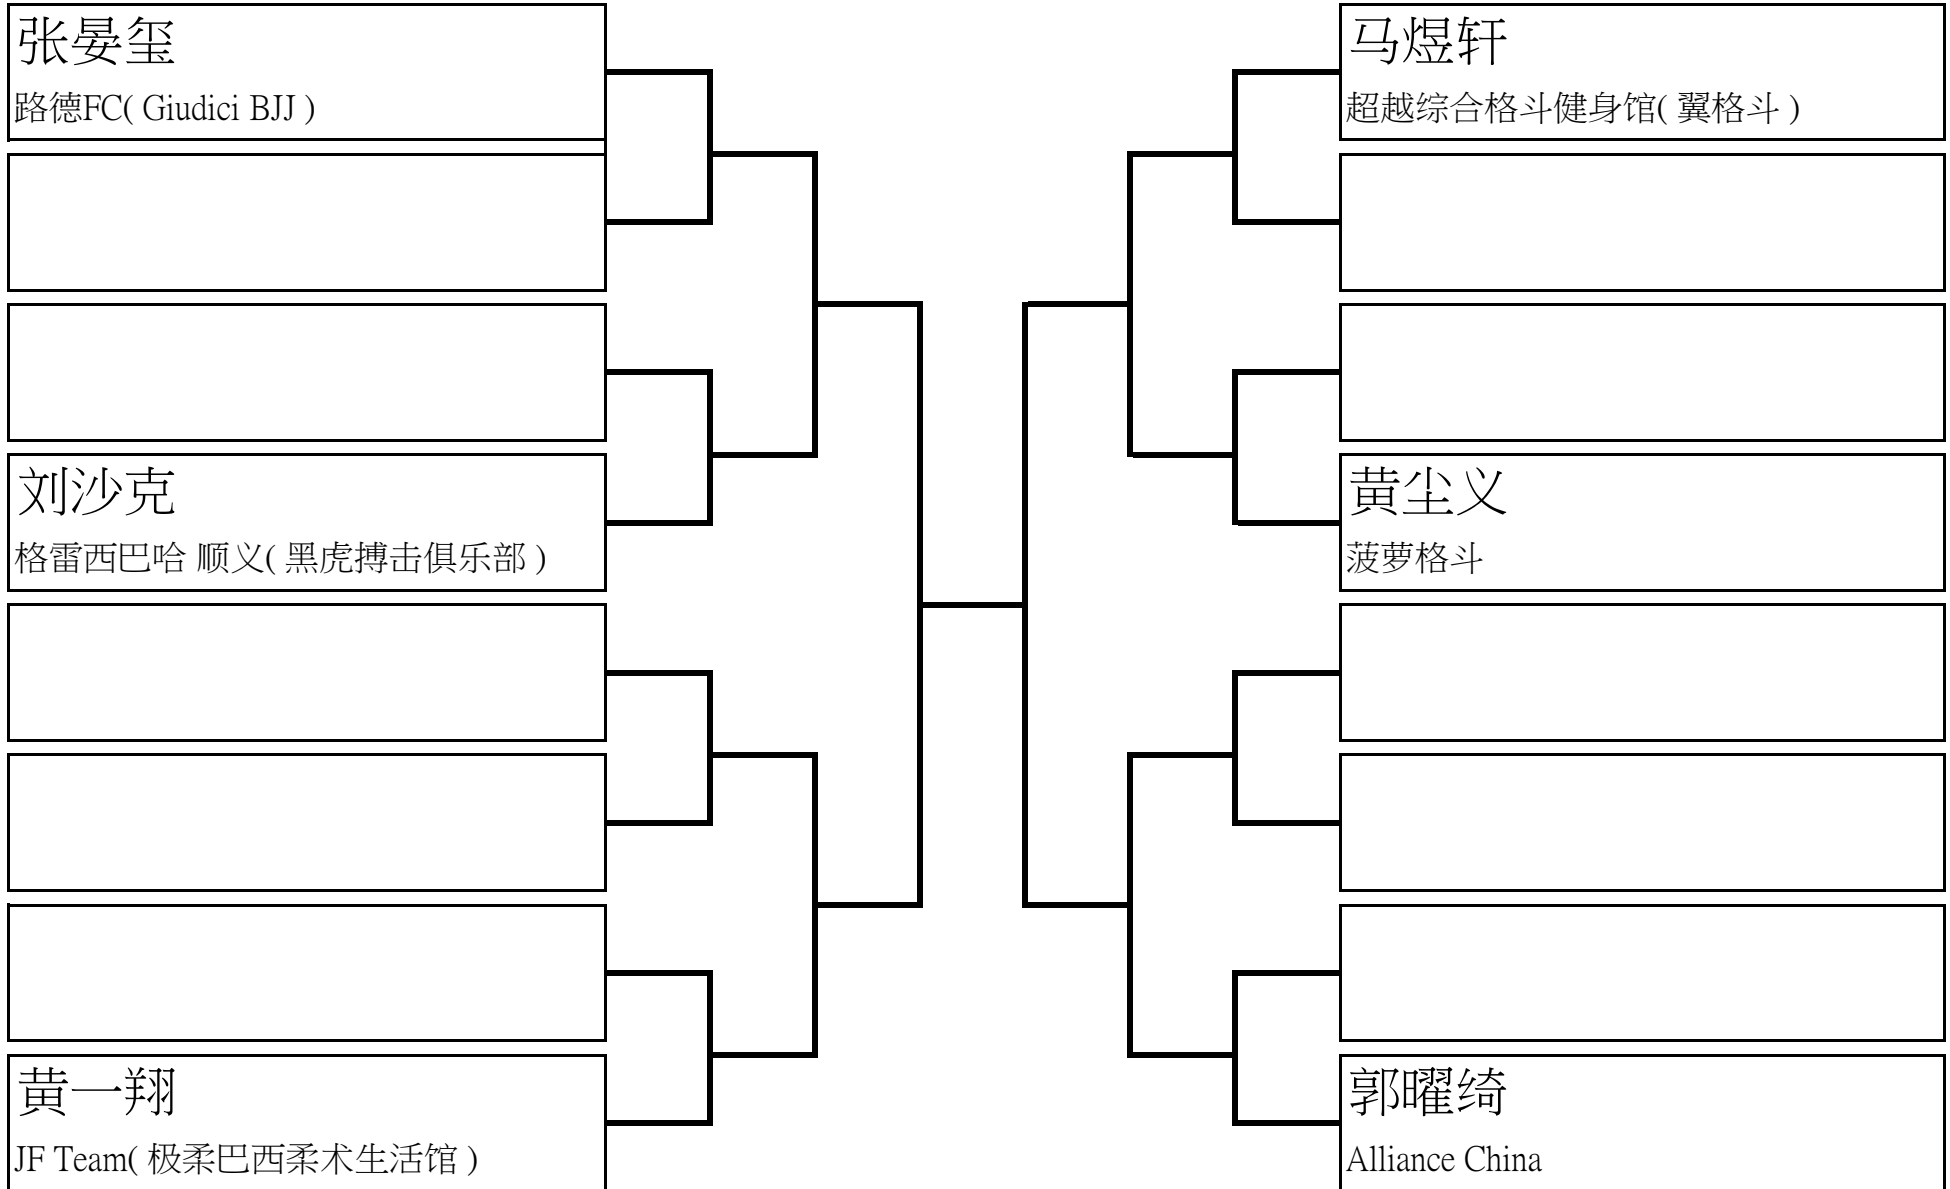 张晏玺
路德FC( Giudici BJJ )
刘沙克
格雷西巴哈 顺义( 黑虎搏击俱乐部 )
黄一翔
JF Team( 极柔巴西柔术生活馆 )
马煜轩
超越综合格斗健身馆( 翼格斗 )
黄尘义
菠萝格斗
郭曜绮
Alliance China